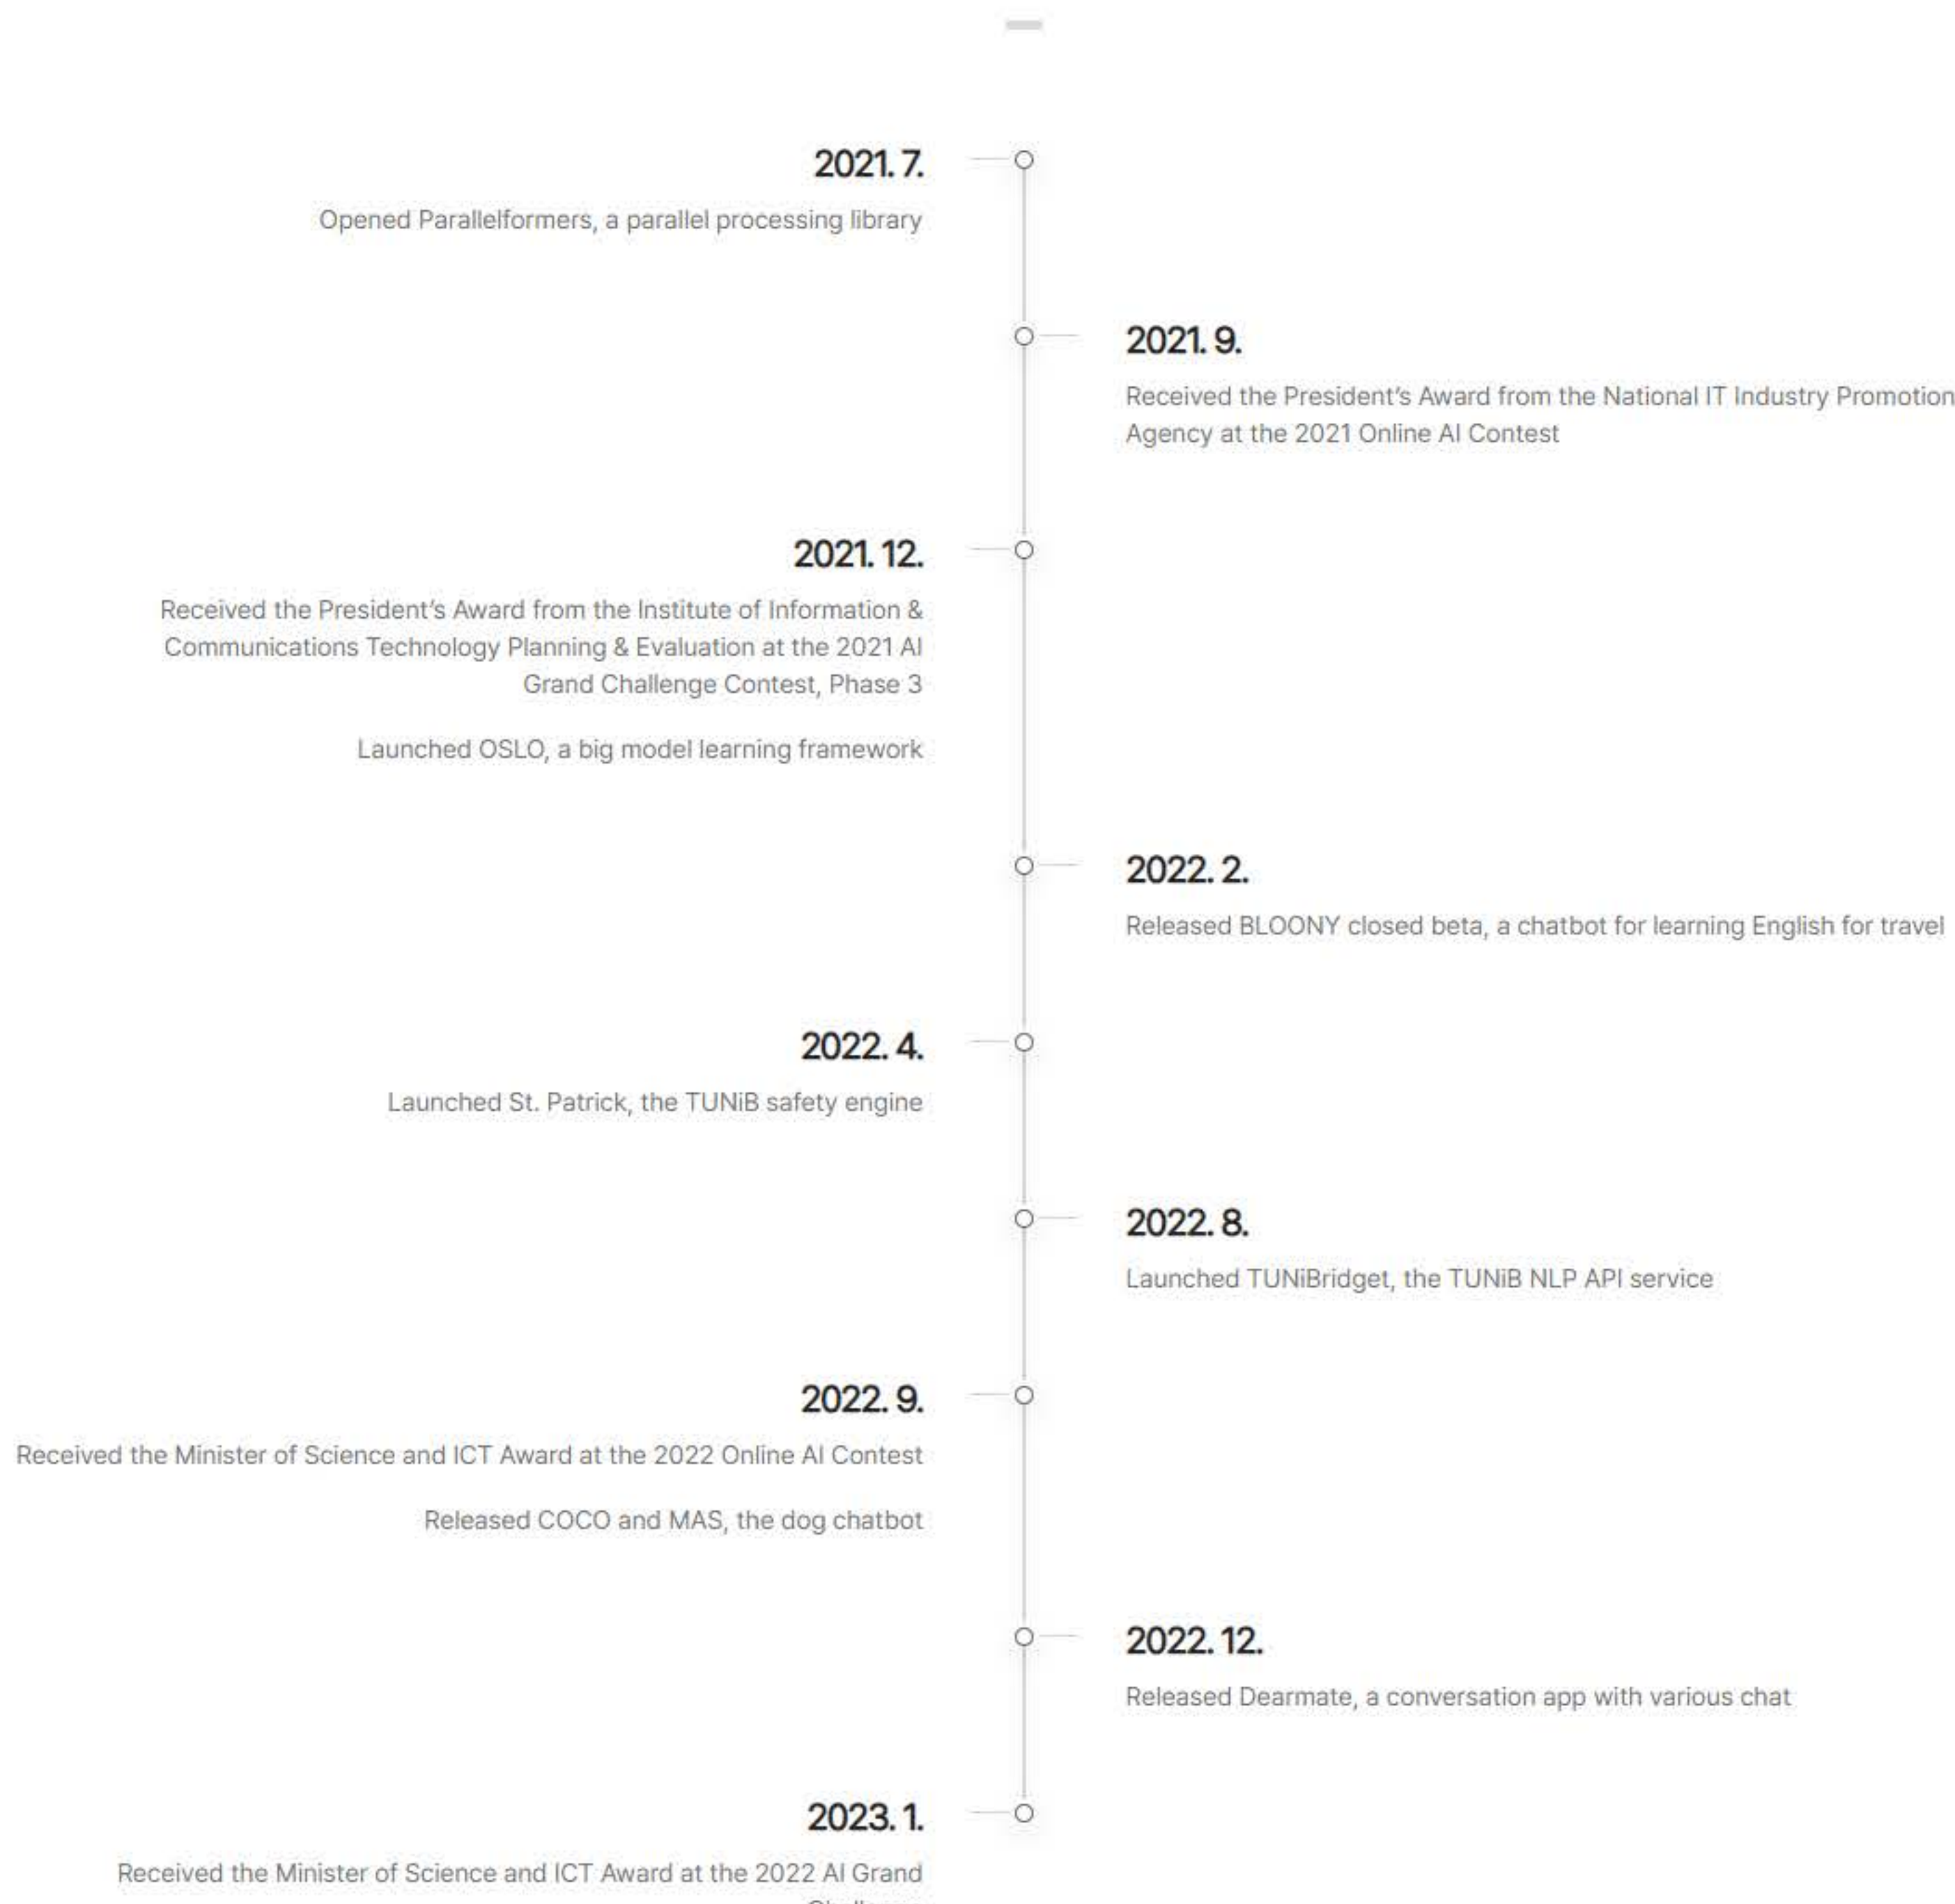 2021. 7.
Opened Parallelformers, a parallel processing library
2021. 9.
Received the President’s Award from the National IT Industry Promotion
Agency at the 2021 Online AI Contest
2021. 12.
Received the President’s Award from the Institute of Information &
Communications Technology Planning & Evaluation at the 2021 AI
Grand Challenge Contest, Phase 3
Launched OSLO, a big model learning framework
2022. 2.
Released BLOONY closed beta, a chatbot for learning English for travel
2022. 4.
Launched St. Patrick, the TUNiB safety engine
2022. 8.
Launched TUNiBridget, the TUNiB NLP API service
2022. 9.
Received the Minister of Science and ICT Award at the 2022 Online AI Contest
Released COCO and MAS, the dog chatbot
2022. 12.
Released Dearmate, a conversation app with various chat
2023. 1.
Received the Minister of Science and ICT Award at the 2022 AI Grand